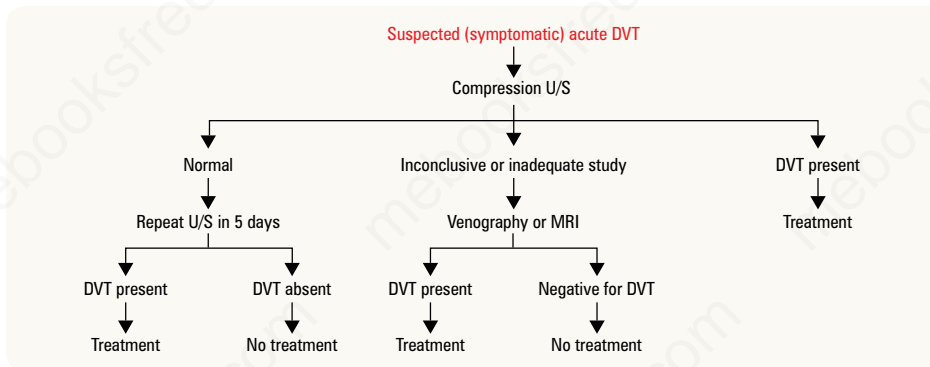 Suspected (symptomatic) acute DVT
Compression U/S
Normal
Inconclusive or inadequate study
DVT present
Repeat U/S in 5 days
Venography or MRI
Treatment
DVT present
DVT absent
DVT present
Negative for DVT
Treatment
No treatment
Treatment
No treatment